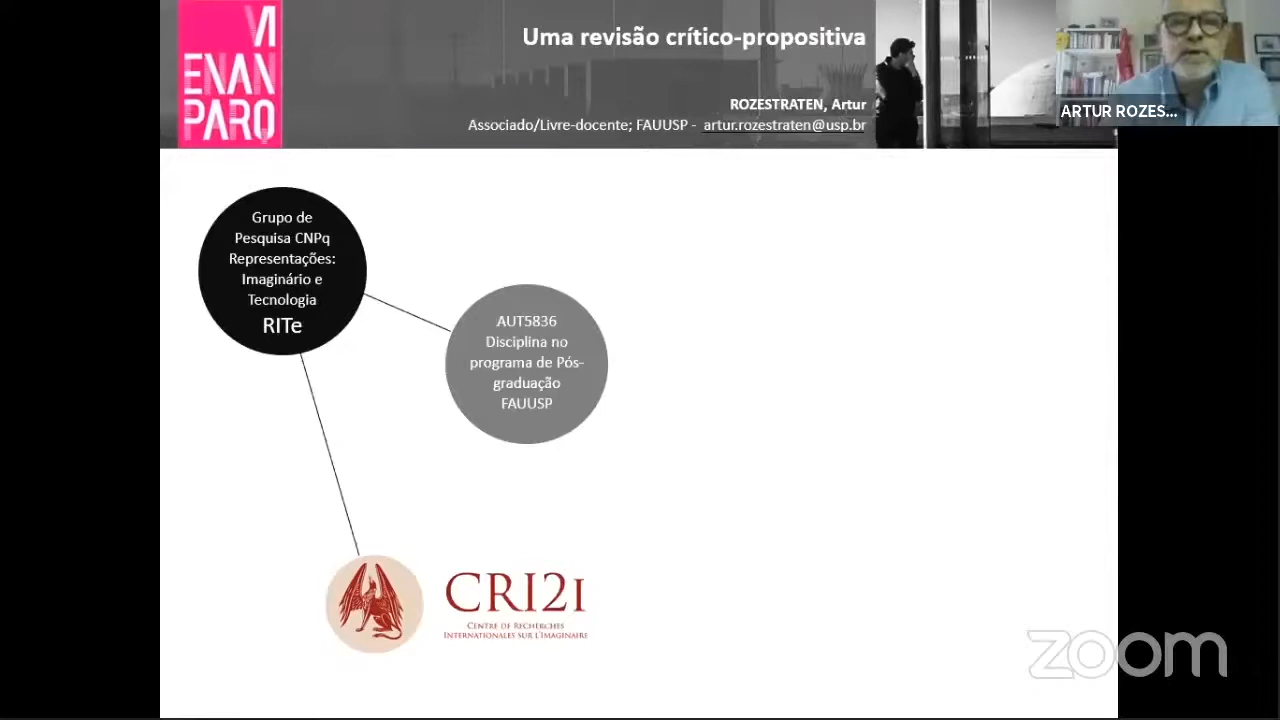 VI
ENAN
PARQ
Uma revisão crítico-propositiva
ROZESTRATEN, Artur
Associado/Livre-docente; FAUUSP - artur.rozestraten@usp.br
ARTUR ROZES...
Grupo de
Pesquisa CNPq
Representações:
Imaginário e
Tecnologia
RITe
AUT5836
Disciplina no
programa de Pós-
graduação
FAUUSP
CRI2i
Centre de Recherches
Internationales sur l'Imaginaire
zoom